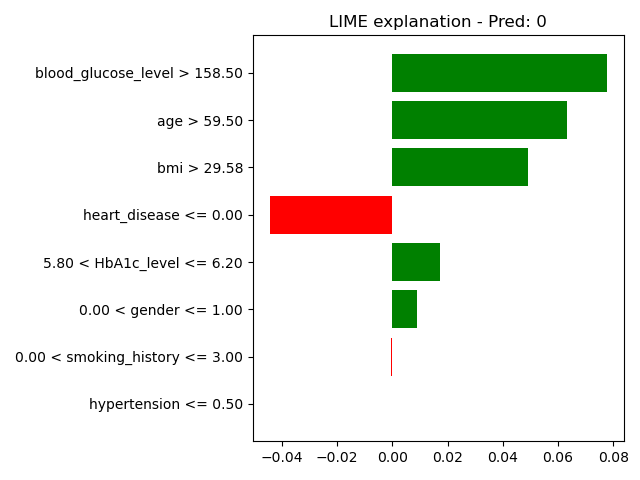 LIME explanation - Pred: 0
blood_glucose_level > 158.50
age > 59.50
bmi > 29.58
heart_disease <= 0.00
5.80 < HbA1c_level <= 6.20
0.00 < gender <= 1.00
0.00 < smoking_history <= 3.00
hypertension <= 0.50
−0.04 −0.02 0.00 0.02 0.04 0.06 0.08